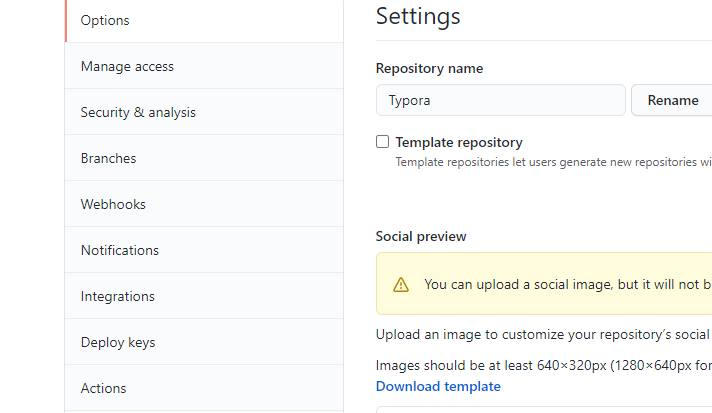 Options
Manage access
Security & analysis
Branches
Webhooks
Notifications
Integrations
Deploy keys
Actions
Settings
Repository name
Typora
Rename
Template repository
Template repositories let users generate new repositories wi
Social preview
You can upload a social image, but it will not b
Upload an image to customize your repository’s social
Images should be at least 640×320px (1280×640px for
Download template